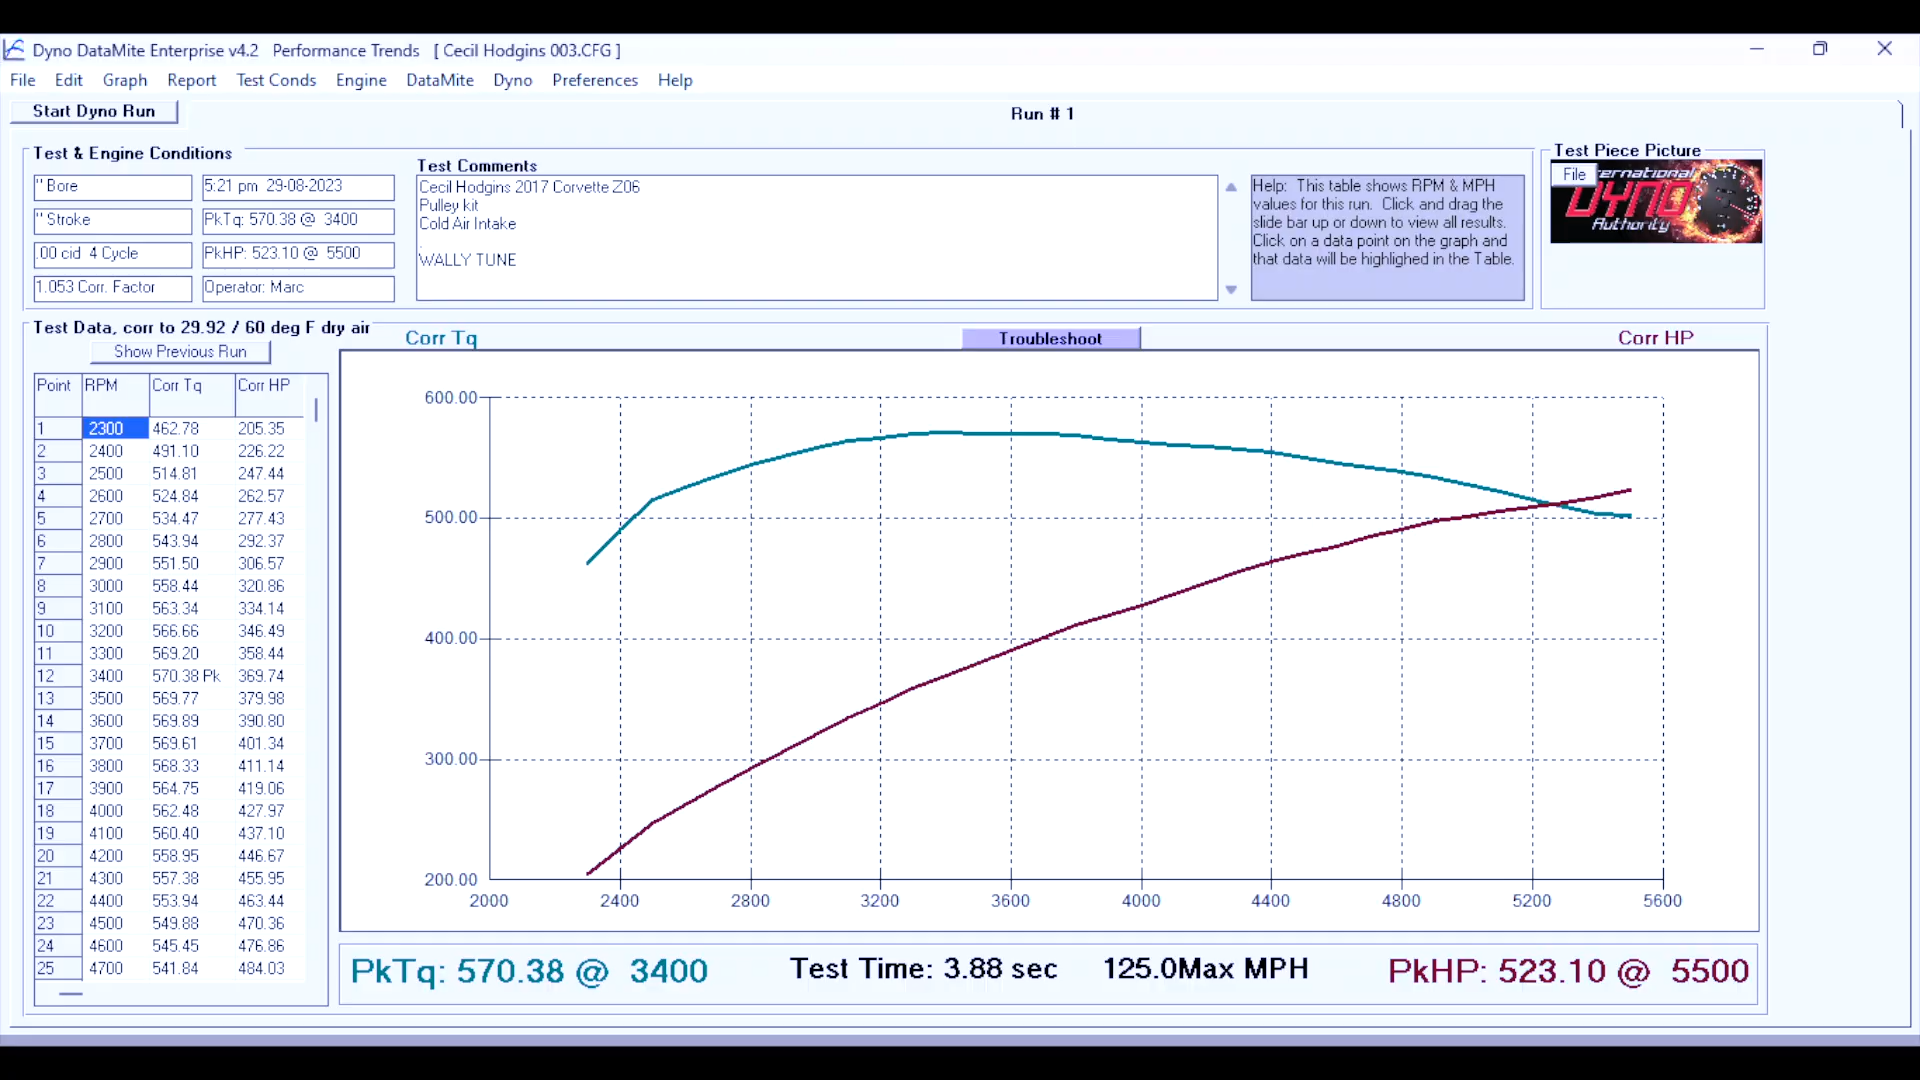 Dyno DataMite Enterprise v4.2   Performance Trends   [ Cecil Hodgins 003.CFG ]
File   Edit   Graph   Report   Test Conds   Engine   DataMite   Dyno   Preferences   Help
Start Dyno Run
Run # 1
Test & Engine Conditions
" Bore
5:21 pm  29-08-2023
" Stroke
PkTq: 570.38 @  3400
.00 cid  4 Cycle
PkHP: 523.10 @  5500
1.053 Corr. Factor
Operator: Marc
Test Comments
Cecil Hodgins 2017 Corvette Z06
Pulley kit
Cold Air Intake
WALLY TUNE
Help:  This table shows RPM & MPH
values for this run.  Click and drag the
slide bar up or down to view all results.
Click on a data point on the graph and
that data will be highlighed in the Table.
Test Piece Picture
File
ernational
DYNO
Authority
Test Data, corr to 29.92 / 60 deg F dry air
Show Previous Run
Point RPM Corr Tq Corr HP
1 2300 462.78 205.35
2 2400 491.10 226.22
3 2500 514.81 247.44
4 2600 524.84 262.57
5 2700 534.47 277.43
6 2800 543.94 292.37
7 2900 551.50 306.57
8 3000 558.44 320.86
9 3100 563.34 334.14
10 3200 566.66 346.49
11 3300 569.20 358.44
12 3400 570.38 Pk 369.74
13 3500 569.77 379.98
14 3600 569.89 390.80
15 3700 569.61 401.34
16 3800 568.33 411.14
17 3900 564.75 419.06
18 4000 562.48 427.97
19 4100 560.40 437.10
20 4200 558.95 446.67
21 4300 557.38 455.95
22 4400 553.94 463.44
23 4500 549.88 470.36
24 4600 545.45 476.86
25 4700 541.84 484.03
Corr Tq
Troubleshoot
Corr HP
600.00
500.00
400.00
300.00
200.00
2000 2400 2800 3200 3600 4000 4400 4800 5200 5600
PkTq: 570.38 @  3400
Test Time: 3.88 sec
125.0Max MPH
PkHP: 523.10 @  5500